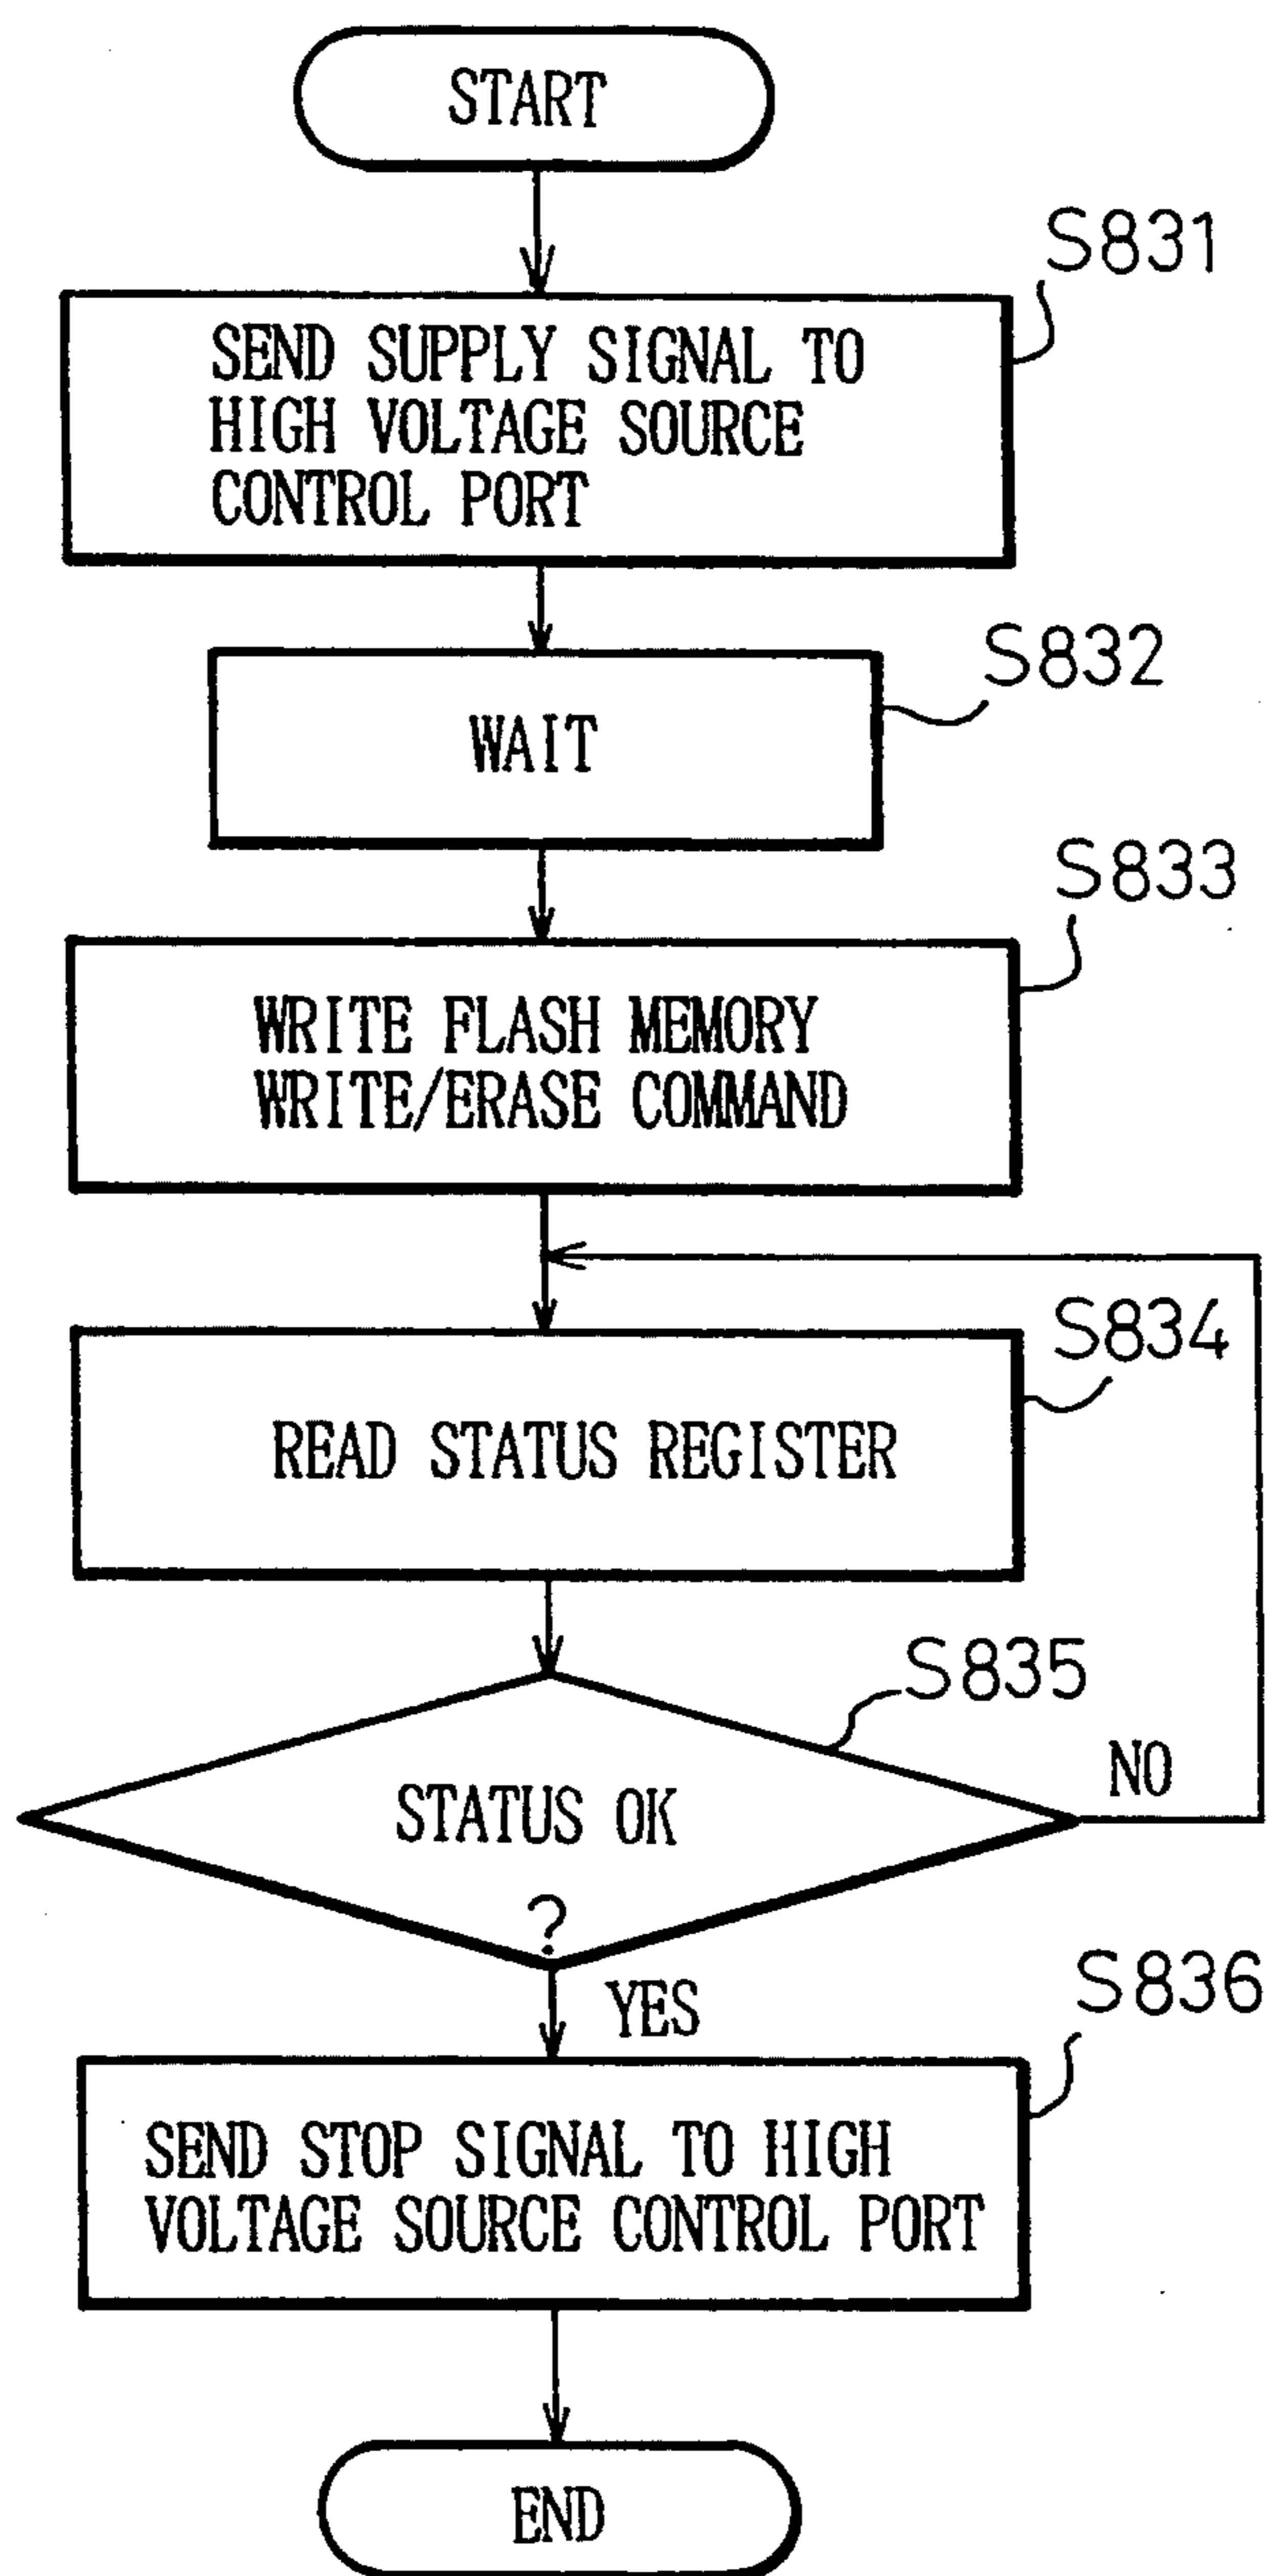 START
S831
SEND SUPPLY SIGNAL TO
HIGH VOLTAGE SOURCE
CONTROL PORT
S832
WAIT
S833
WRITE FLASH MEMORY
WRITE/ERASE COMMAND
S834
READ STATUS REGISTER
S835
STATUS OK
?
NO
YES
S836
SEND STOP SIGNAL TO HIGH
VOLTAGE SOURCE CONTROL PORT
END